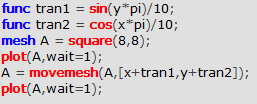 func tran1 = sin(y*pi)/10;
func tran2 = cos(x*pi)/10;
mesh A = square(8,8);
plot(A,wait=1);
A = movemesh(A,[x+tran1,y+tran2]);
plot(A,wait=1);